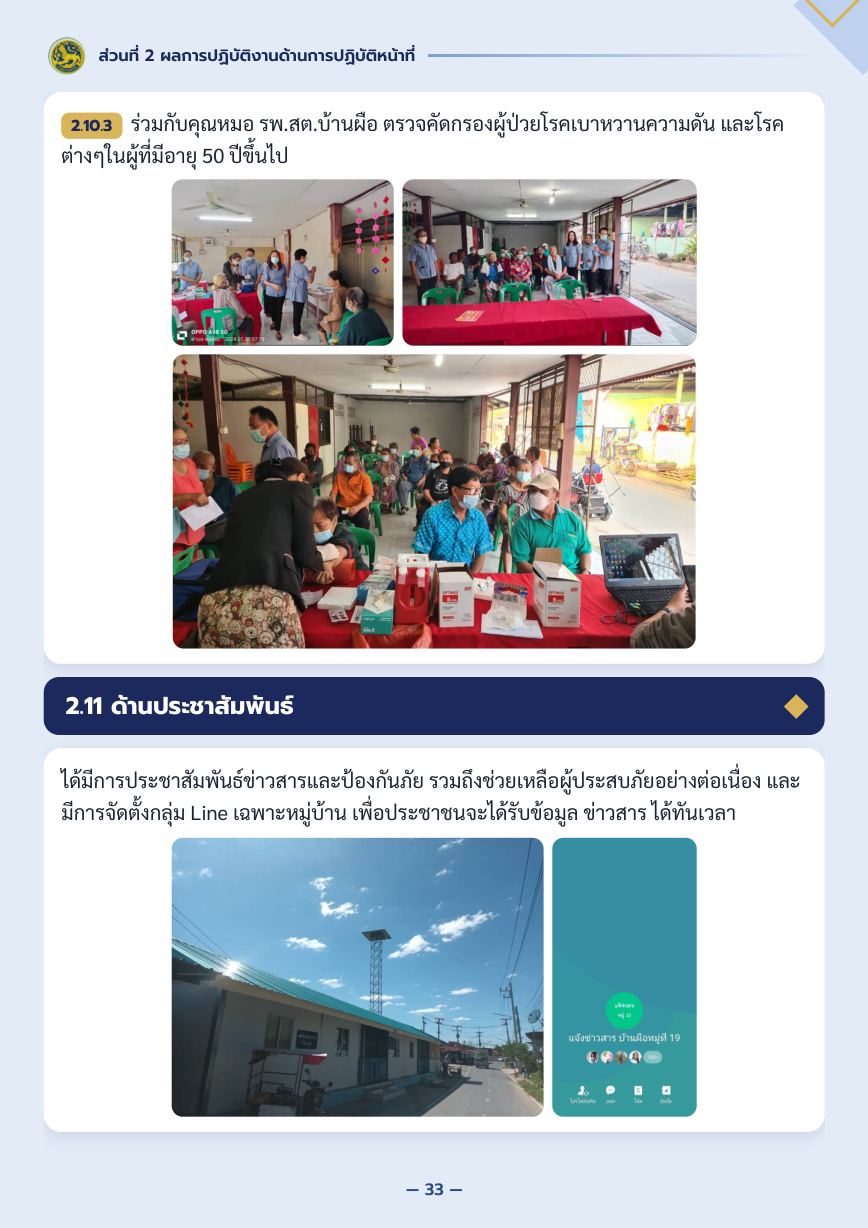 ส่วนที่ 2 ผลการปฏิบัติงานด้านการปฏิบัติหน้าที่
2.10.3 ร่วมกับคุณหมอ รพ.สต.บ้านผือ ตรวจคัดกรองผู้ป่วยโรคเบาหวานความดัน และโรค
ต่างๆในผู้ที่มีอายุ 50 ปีขึ้นไป
OPPO A98 5G
2.11 ด้านประชาสัมพันธ์
ได้มีการประชาสัมพันธ์ข่าวสารและป้องกันภัย รวมถึงช่วยเหลือผู้ประสบภัยอย่างต่อเนื่อง และ
มีการจัดตั้งกลุ่ม Line เฉพาะหมู่บ้าน เพื่อประชาชนจะได้รับข้อมูล ข่าวสาร ได้ทันเวลา
แจ้งข่าวสาร
หมู่ 19
แจ้งข่าวสาร บ้านผือหมู่ที่ 19
— 33 —